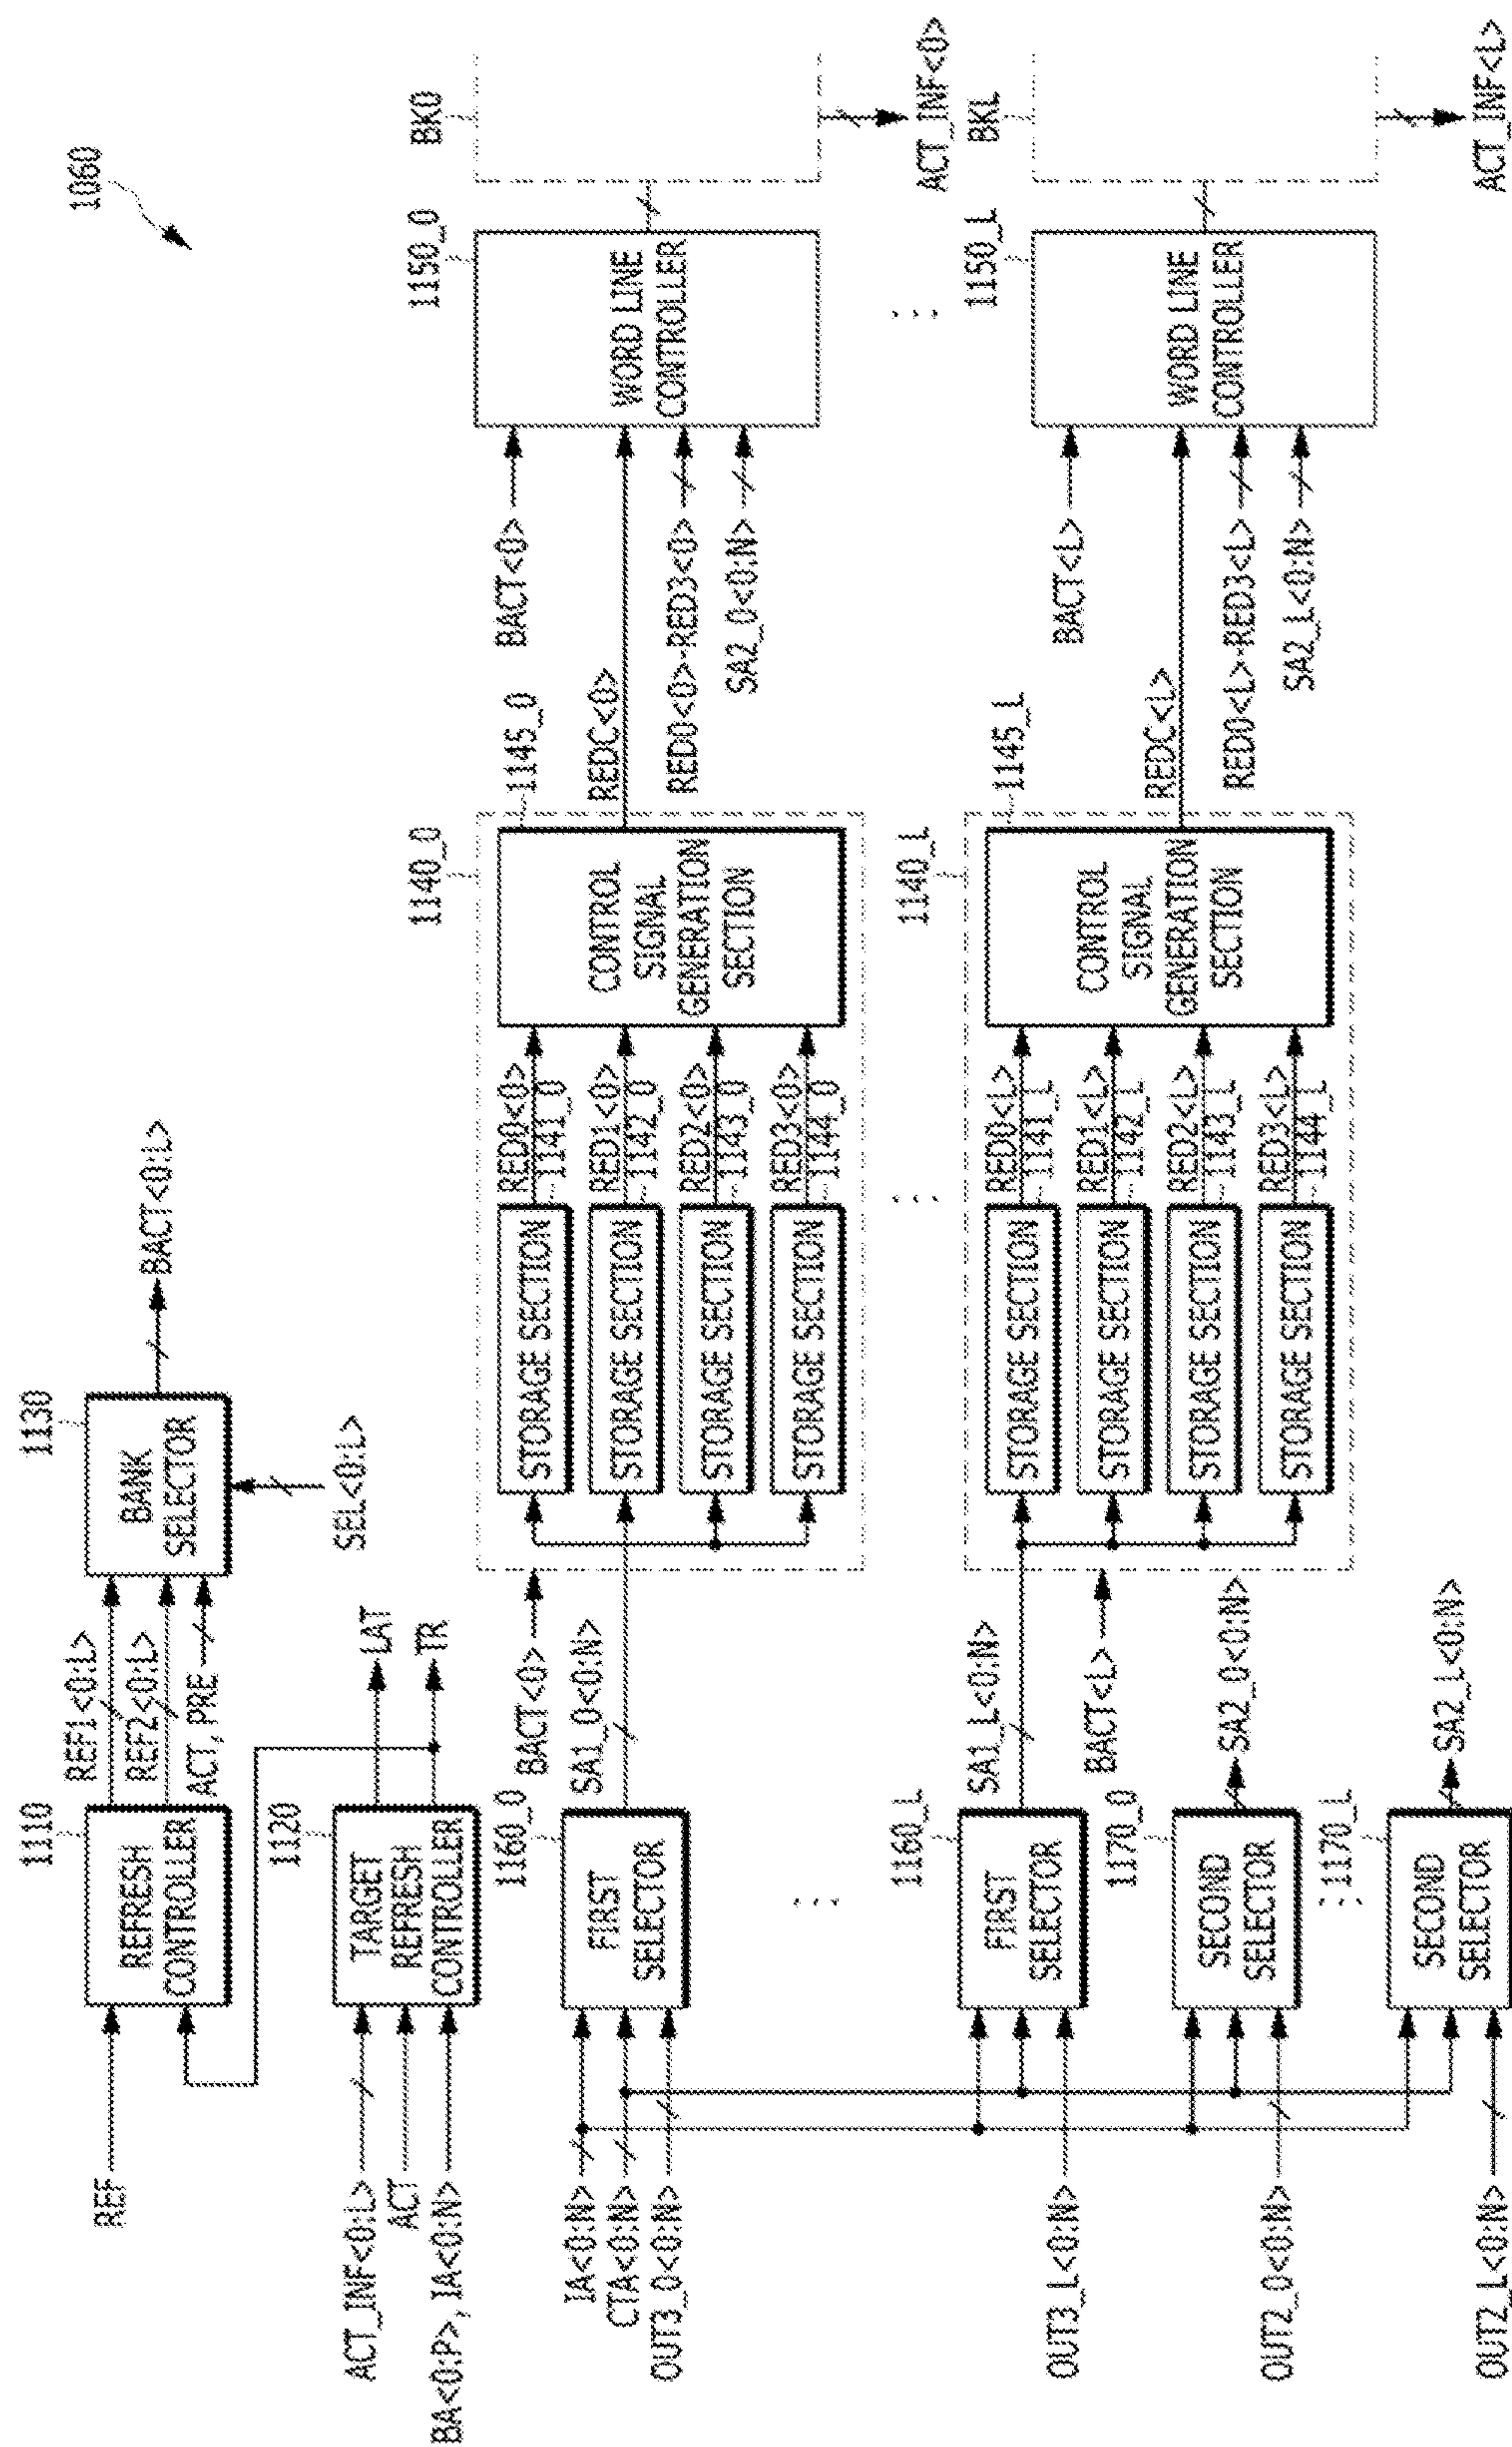 1060
REF
1110
REFRESH
CONTROLLER
REF1<0:L>
REF2<0:L>
ACT, PRE
1130
BANK
SELECTOR
SEL<0:L>
BACT<0:L>
ACT_INF<0:L>
ACT
BA<0:P>, IA<0:N>
1120
TARGET
REFRESH
CONTROLLER
LAT
TR
IA<0:N>
CTA<0:N>
OUT3_0<0:N>
1160_0
FIRST
SELECTOR
BACT<0>
SA1_0<0:N>
1140_0
STORAGE SECTION
RED0<0>
1141_0
STORAGE SECTION
RED1<0>
1142_0
STORAGE SECTION
RED2<0>
1143_0
STORAGE SECTION
RED3<0>
1144_0
CONTROL
SIGNAL
GENERATION
SECTION
1145_0
REDC<0>
BACT<0>
RED0<0>-RED3<0>
SA2_0<0:N>
1150_0
WORD LINE
CONTROLLER
BK0
ACT_INF<0>
OUT3_L<0:N>
1160_L
FIRST
SELECTOR
SA1_L<0:N>
BACT<L>
1140_L
STORAGE SECTION
RED0<L>
1141_L
STORAGE SECTION
RED1<L>
1142_L
STORAGE SECTION
RED2<L>
1143_L
STORAGE SECTION
RED3<L>
1144_L
CONTROL
SIGNAL
GENERATION
SECTION
1145_L
REDC<L>
BACT<L>
RED0<L>-RED3<L>
SA2_L<0:N>
1150_L
WORD LINE
CONTROLLER
BKL
ACT_INF<L>
OUT2_0<0:N>
1170_0
SECOND
SELECTOR
SA2_0<0:N>
OUT2_L<0:N>
1170_L
SECOND
SELECTOR
SA2_L<0:N>